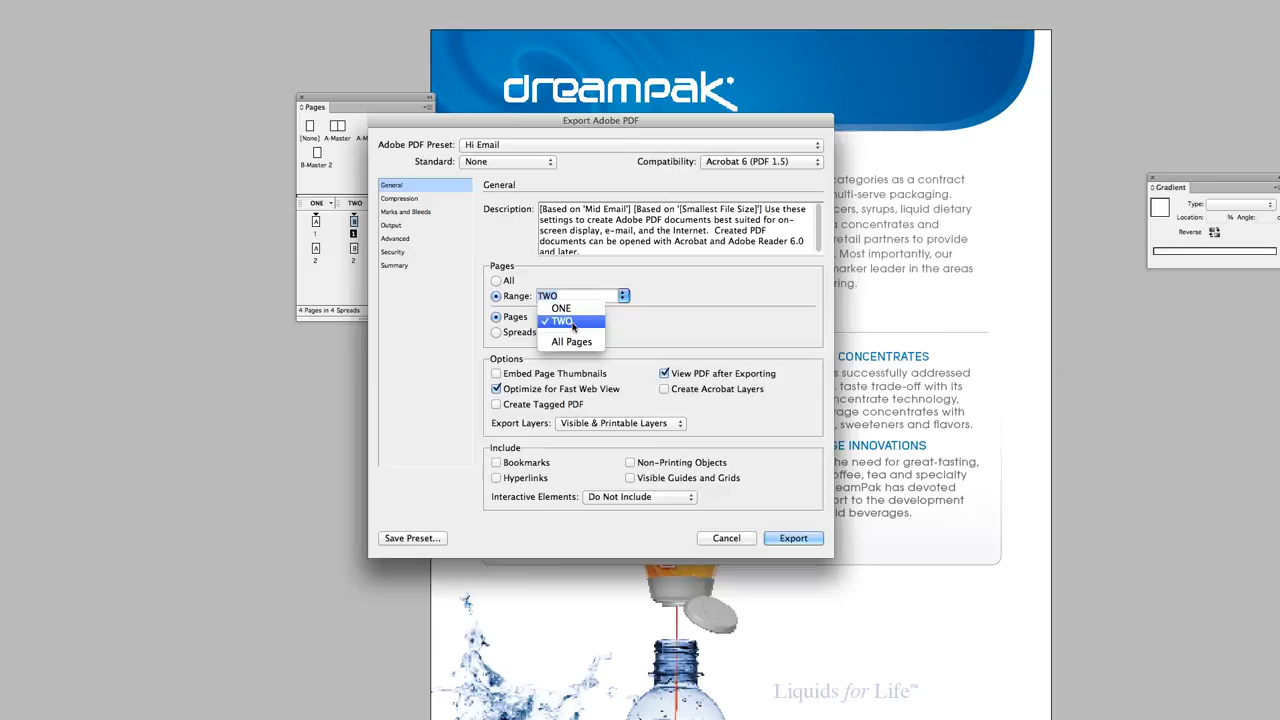 dreampak
Pages
[None] A-Master A-M
B-Master 2
ONE TWO
A B
1 1
A B
2 2
4 Pages in 4 Spreads
Export Adobe PDF
Adobe PDF Preset: Hi Email
Standard: None Compatibility: Acrobat 6 (PDF 1.5)
General
Compression
Marks and Bleeds
Output
Advanced
Security
Summary
General
Description: [Based on 'Mid Email'] [Based on '[Smallest File Size]'] Use these
settings to create Adobe PDF documents best suited for on-
screen display, e-mail, and the Internet. Created PDF
documents can be opened with Acrobat and Adobe Reader 6.0
and later.
Pages
All
Range: TWO
ONE
✓ TWO
All Pages
Pages
Spreads
Options
Embed Page Thumbnails View PDF after Exporting
Optimize for Fast Web View Create Acrobat Layers
Create Tagged PDF
Export Layers: Visible & Printable Layers
Include
Bookmarks Non-Printing Objects
Hyperlinks Visible Guides and Grids
Interactive Elements: Do Not Include
Save Preset... Cancel Export
categories as a contract
multi-serve packaging.
cers, syrups, liquid dietary
concentrates and
retail partners to provide
. Most importantly, our
marker leader in the areas
ring.
CONCENTRATES
s successfully addressed
taste trade-off with its
ncentrate technology,
rage concentrates with
, sweeteners and flavors.
GE INNOVATIONS
he need for great-tasting,
offee, tea and specialty
reamPak has devoted
ort to the development
d beverages.
Liquids for Life™
Gradient
Type:
Location: % Angle:
Reverse